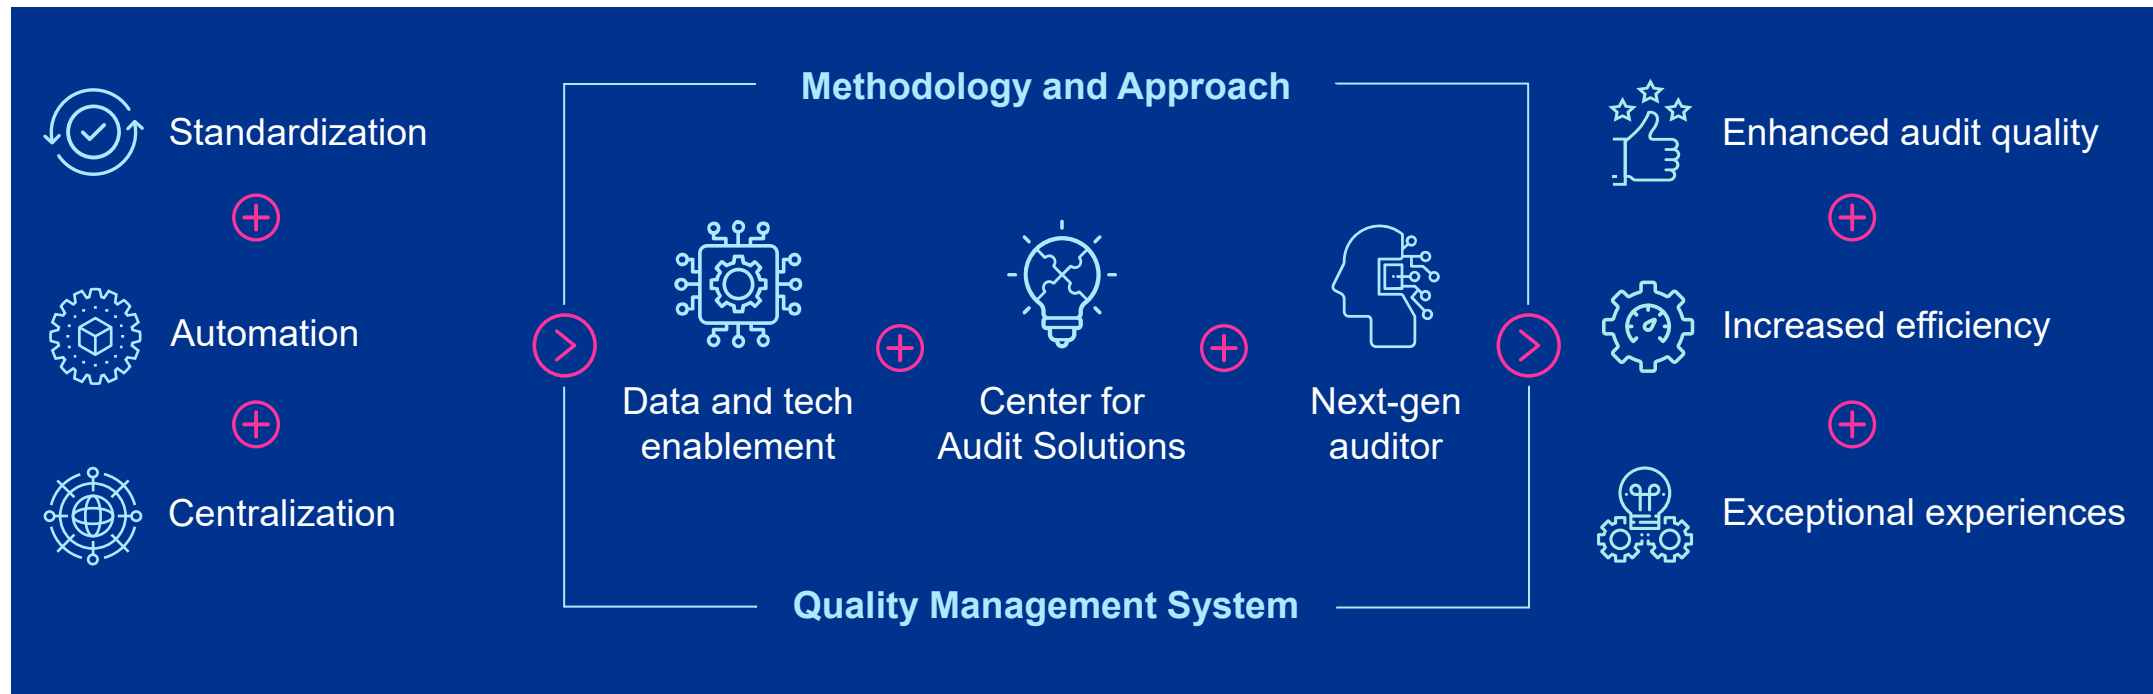 Standardization
Automation
Centralization
Methodology and Approach
Data and tech
enablement
Center for
Audit Solutions
Next-gen
auditor
Quality Management System
Enhanced audit quality
Increased efficiency
Exceptional experiences